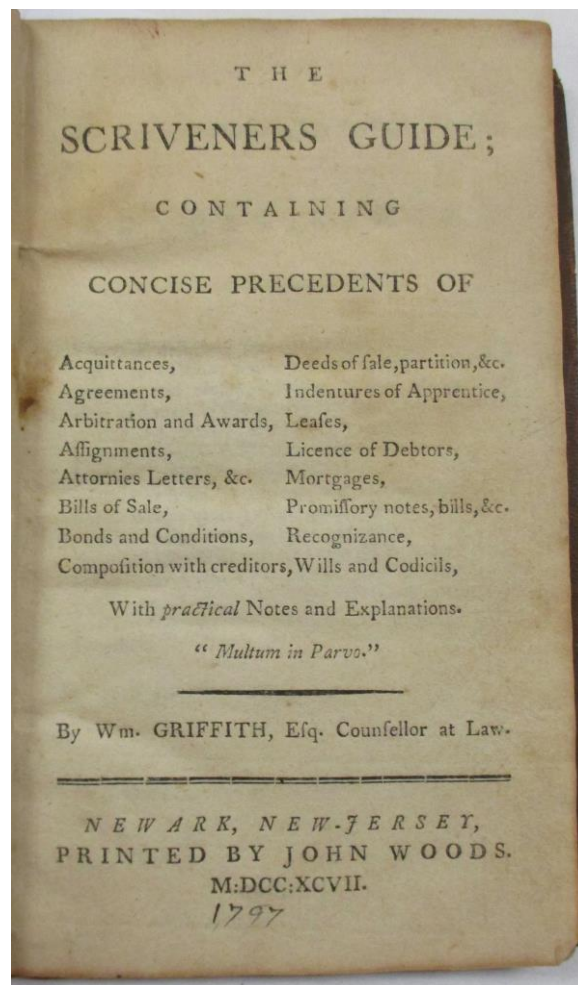 THE
SCRIVENERS GUIDE;
CONTAINING
CONCISE PRECEDENTS OF
Acquittances, Deeds of ſale, partition, &c.
Agreements, Indentures of Apprentice,
Arbitration and Awards, Leaſes,
Aſſignments, Licence of Debtors,
Attornies Letters, &c. Mortgages,
Bills of Sale, Promiſſory notes, bills, &c.
Bonds and Conditions, Recognizance,
Compoſition with creditors, Wills and Codicils,
With practical Notes and Explanations.
“ Multum in Parvo.”
By Wm. GRIFFITH, Eſq. Counſellor at Law.
NEWARK, NEW-JERSEY,
PRINTED BY JOHN WOODS.
M:DCC:XCVII.
1797